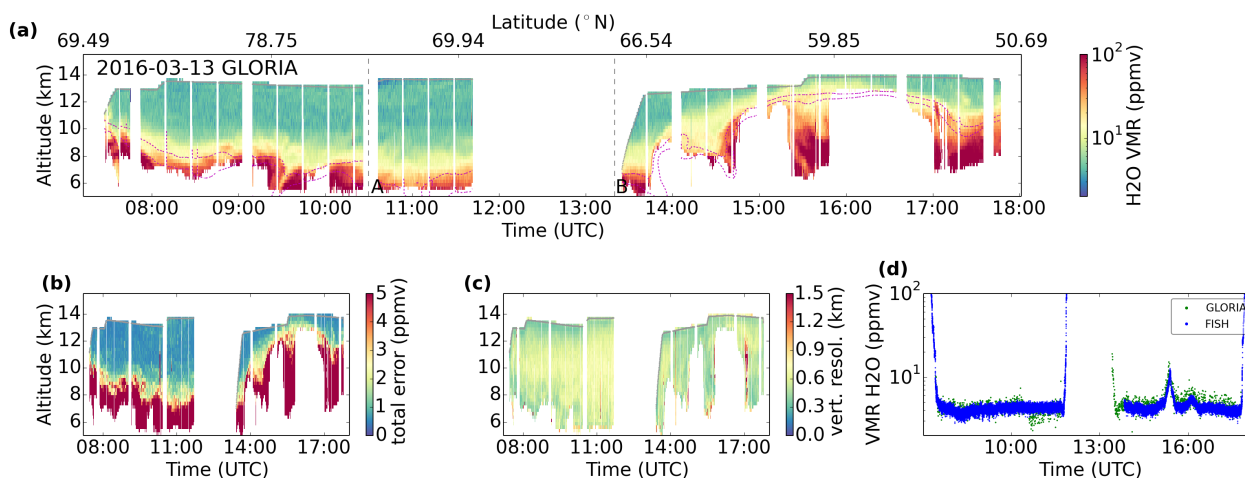 (a)
Latitude (°N)
69.49 78.75 69.94 66.54 59.85 50.69
2016-03-13 GLORIA
Altitude (km)
14
12
10
8
6
A
B
08:00 09:00 10:00 11:00 12:00 13:00 14:00 15:00 16:00 17:00 18:00
Time (UTC)
10²
10¹
H2O VMR (ppmv)
(b)
Altitude (km)
14
12
10
8
6
08:00 11:00 14:00 17:00
Time (UTC)
5
4
3
2
1
0
total error (ppmv)
(c)
14
12
10
8
6
08:00 11:00 14:00 17:00
Time (UTC)
1.5
1.2
0.9
0.6
0.3
0.0
vert. resol. (km)
(d)
VMR H2O (ppmv)
10²
10¹
GLORIA
FISH
10:00 13:00 16:00
Time (UTC)